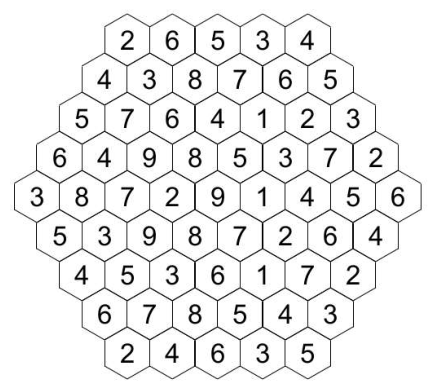 2 6 5 3 4
4 3 8 7 6 5
5 7 6 4 1 2 3
6 4 9 8 5 3 7 2
3 8 7 2 9 1 4 5 6
5 3 9 8 7 2 6 4
4 5 3 6 1 7 2
6 7 8 5 4 3
2 4 6 3 5